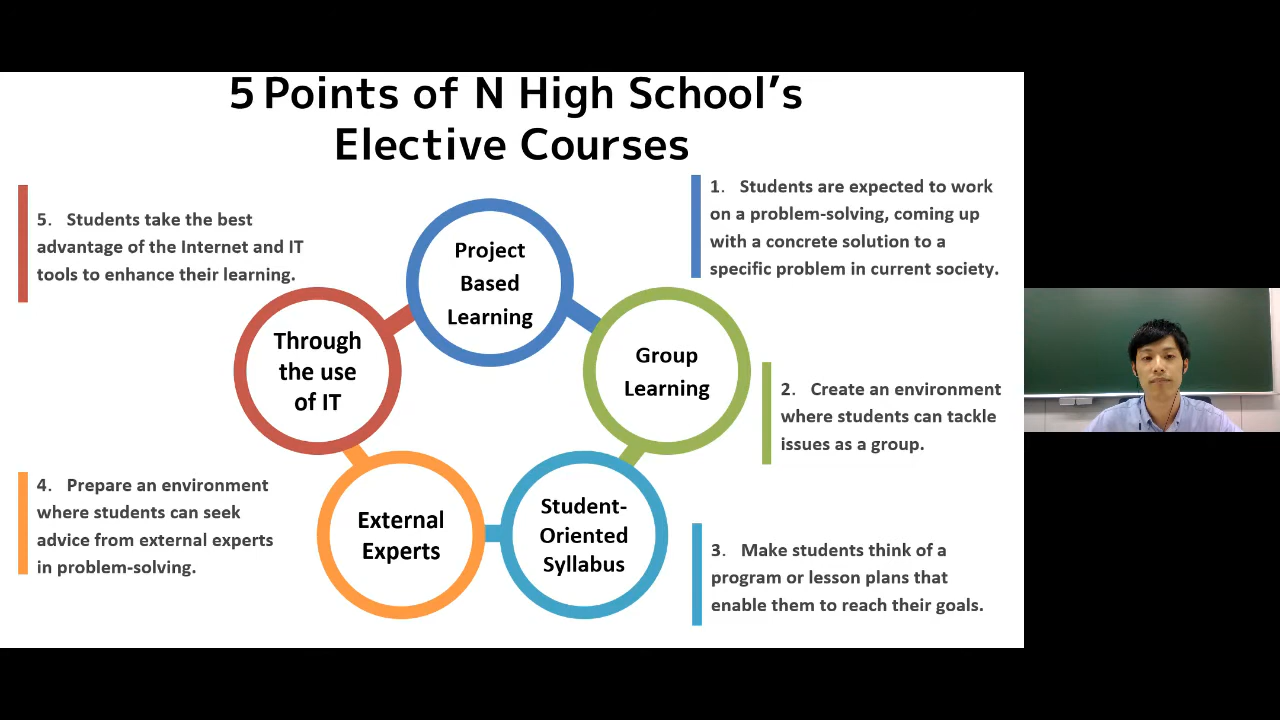 5 Points of N High School's
Elective Courses
Project
Based
Learning
1. Students are expected to work
on a problem-solving, coming up
with a concrete solution to a
specific problem in current society.
Group
Learning
2. Create an environment
where students can tackle
issues as a group.
Student-
Oriented
Syllabus
3. Make students think of a
program or lesson plans that
enable them to reach their goals.
External
Experts
4. Prepare an environment
where students can seek
advice from external experts
in problem-solving.
Through
the use
of IT
5. Students take the best
advantage of the Internet and IT
tools to enhance their learning.